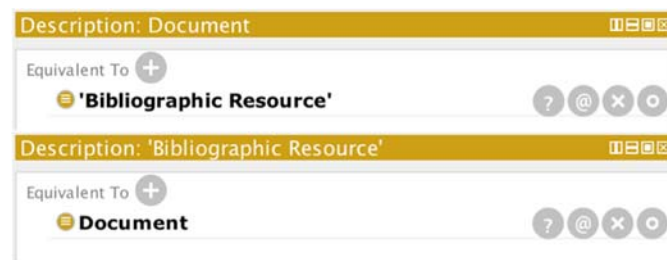 Description: Document
Equivalent To +
'Bibliographic Resource'
? @ × o
Description: 'Bibliographic Resource'
Equivalent To +
Document
? @ × o